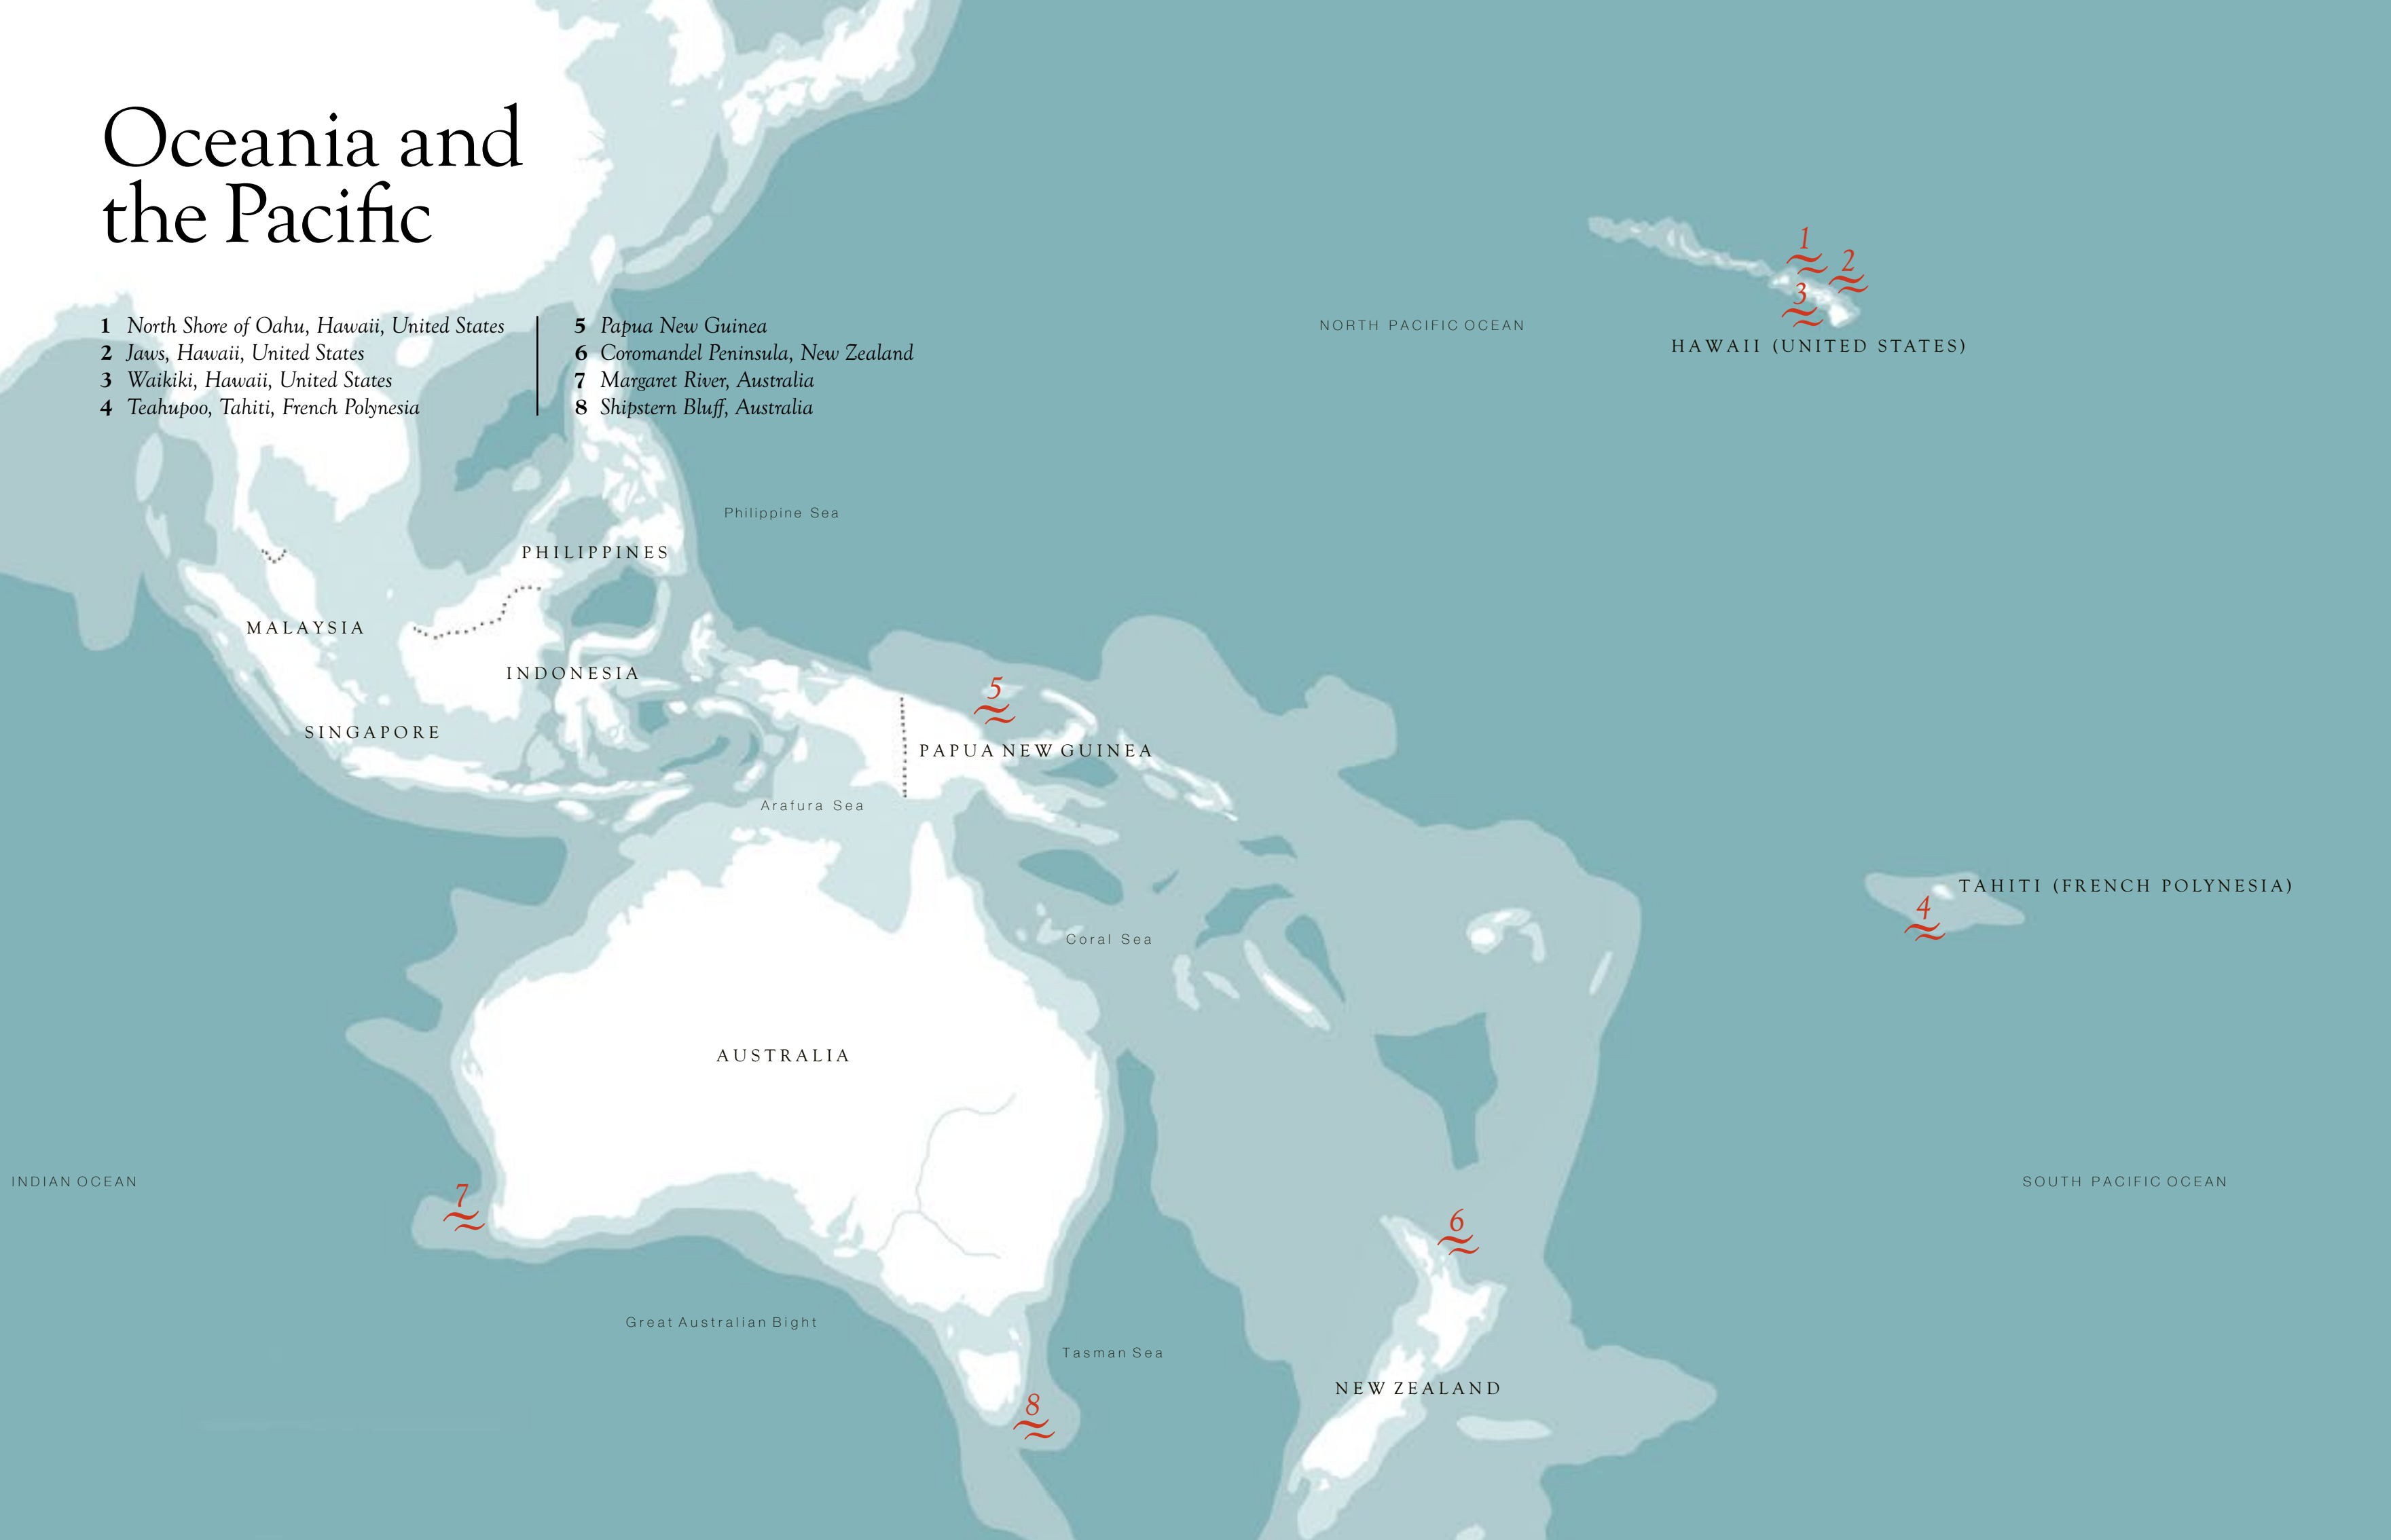 Oceania and
the Pacific
1 North Shore of Oahu, Hawaii, United States
2 Jaws, Hawaii, United States
3 Waikiki, Hawaii, United States
4 Teahupoo, Tahiti, French Polynesia
5 Papua New Guinea
6 Coromandel Peninsula, New Zealand
7 Margaret River, Australia
8 Shipstern Bluff, Australia
1
2
3
NORTH PACIFIC OCEAN
HAWAII (UNITED STATES)
Philippine Sea
PHILIPPINES
MALAYSIA
INDONESIA
5
SINGAPORE
PAPUA NEW GUINEA
Arafura Sea
TAHITI (FRENCH POLYNESIA)
4
Coral Sea
AUSTRALIA
INDIAN OCEAN
SOUTH PACIFIC OCEAN
7
6
Great Australian Bight
Tasman Sea
NEW ZEALAND
8